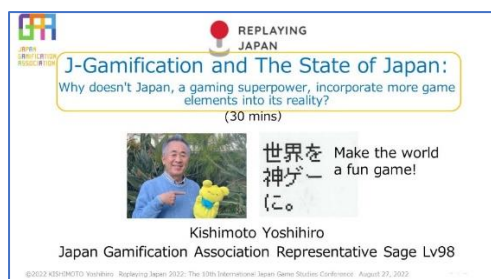 JAPAN
GAMIFICATION
ASSOCIATION
REPLAYING
JAPAN
J-Gamification and The State of Japan:
Why doesn't Japan, a gaming superpower, incorporate more game
elements into its reality?
(30 mins)
世界を
神ゲー
に。
Make the world
a fun game!
Kishimoto Yoshihiro
Japan Gamification Association Representative Sage Lv98
©2022 KISHIMOTO Yoshihiro Replaying Japan 2022: The 10th International Japan Game Studies Conference August 27, 2022